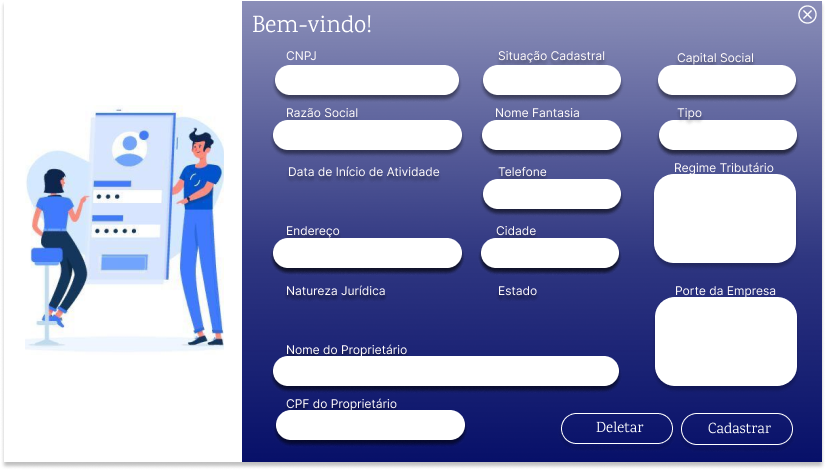 Bem-vindo!
CNPJ
Situação Cadastral
Capital Social
Razão Social
Nome Fantasia
Tipo
Data de Início de Atividade
Telefone
Regime Tributário
Endereço
Cidade
Natureza Jurídica
Estado
Porte da Empresa
Nome do Proprietário
CPF do Proprietário
Deletar
Cadastrar